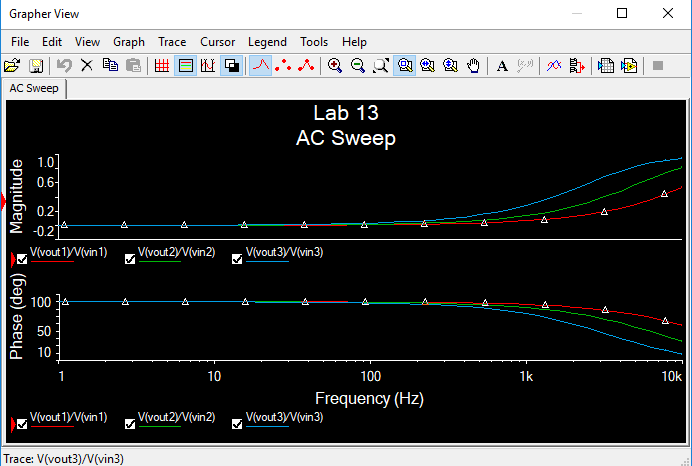 Grapher View
File Edit View Graph Trace Cursor Legend Tools Help
A (x,y)
AC Sweep
Lab 13
AC Sweep
Magnitude
1.0
0.6
0.2
-0.2
V(vout1)/V(vin1) V(vout2)/V(vin2) V(vout3)/V(vin3)
Phase (deg)
100
50
10
1 10 100 1k 10k
Frequency (Hz)
V(vout1)/V(vin1) V(vout2)/V(vin2) V(vout3)/V(vin3)
Trace: V(vout3)/V(vin3)